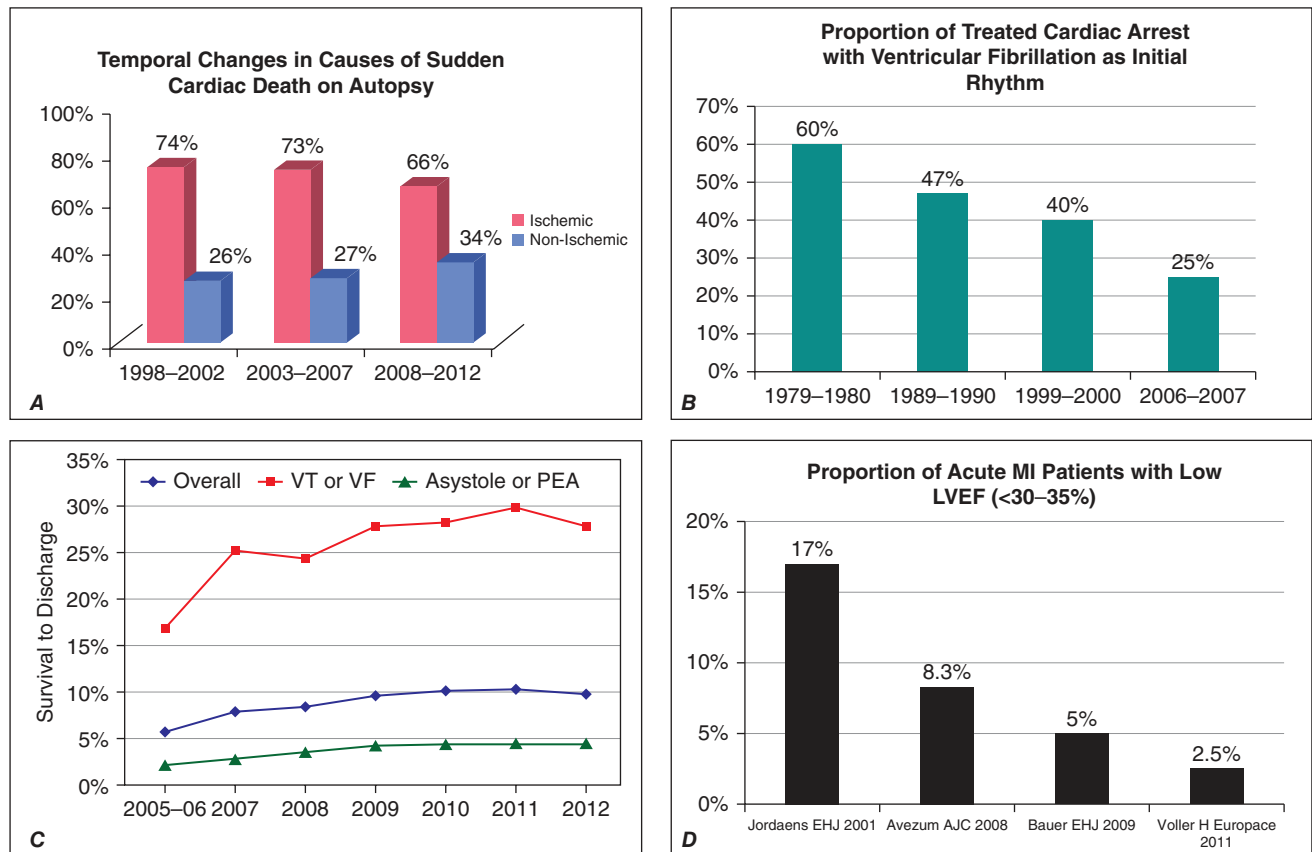 Temporal Changes in Causes of Sudden
Cardiac Death on Autopsy
100%
80%
60%
40%
20%
0%
74%
26%
73%
27%
66%
34%
Ischemic
Non-Ischemic
1998–2002
2003–2007
2008–2012
A
Proportion of Treated Cardiac Arrest
with Ventricular Fibrillation as Initial
Rhythm
70%
60%
50%
40%
30%
20%
10%
0%
60%
47%
40%
25%
1979–1980
1989–1990
1999–2000
2006–2007
B
Overall
VT or VF
Asystole or PEA
Survival to Discharge
35%
30%
25%
20%
15%
10%
5%
0%
2005–06
2007
2008
2009
2010
2011
2012
C
Proportion of Acute MI Patients with Low
LVEF (<30–35%)
20%
15%
10%
5%
0%
17%
8.3%
5%
2.5%
Jordaens EHJ 2001
Avezum AJC 2008
Bauer EHJ 2009
Voller H Europace
2011
D